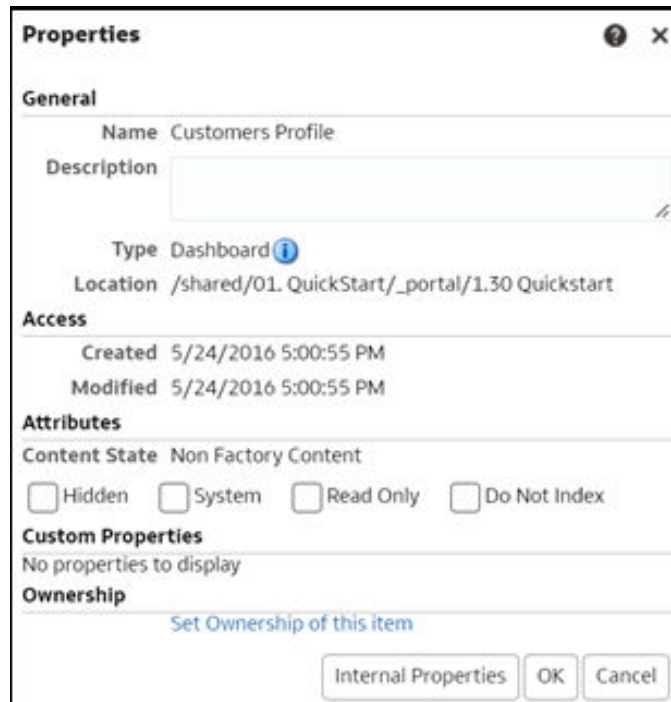 Properties
General
Name Customers Profile
Description
Type Dashboard
Location /shared/01. QuickStart/_portal/1.30 Quickstart
Access
Created 5/24/2016 5:00:55 PM
Modified 5/24/2016 5:00:55 PM
Attributes
Content State Non Factory Content
Hidden System Read Only Do Not Index
Custom Properties
No properties to display
Ownership
Set Ownership of this item
Internal Properties OK Cancel